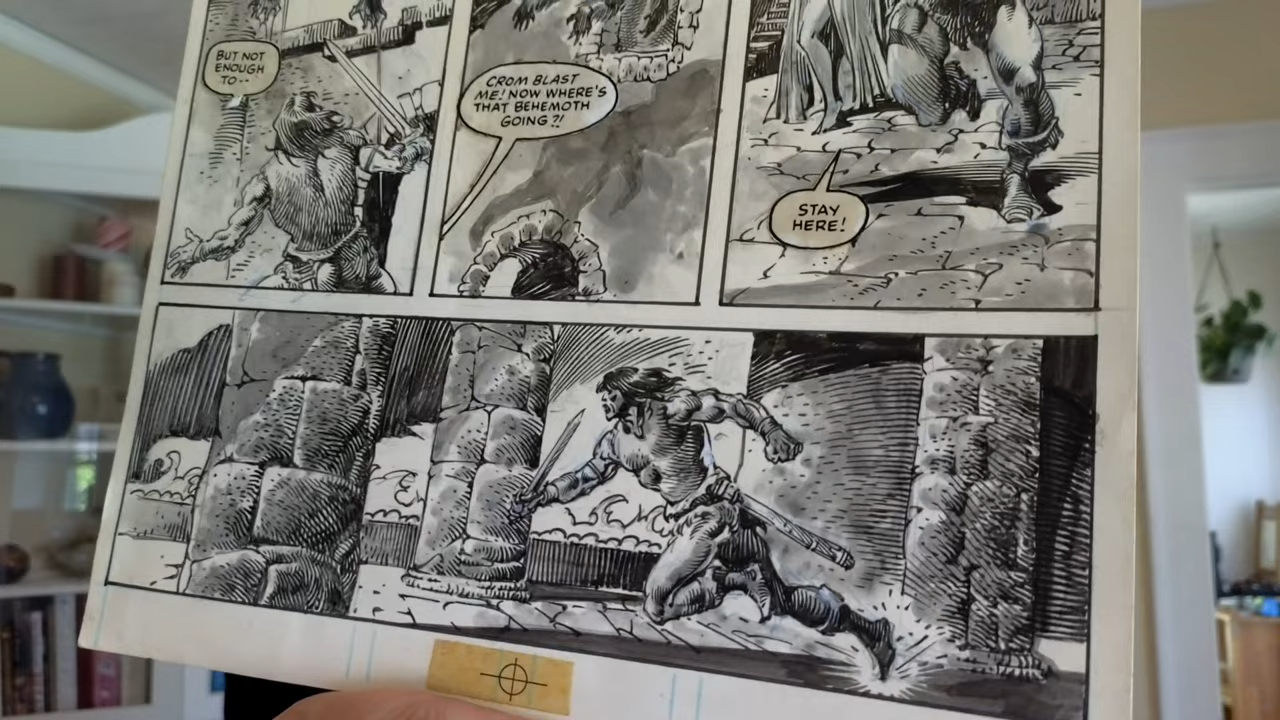 BUT NOT
ENOUGH
TO--
CROM BLAST
ME! NOW WHERE'S
THAT BEHEMOTH
GOING?!
STAY
HERE!